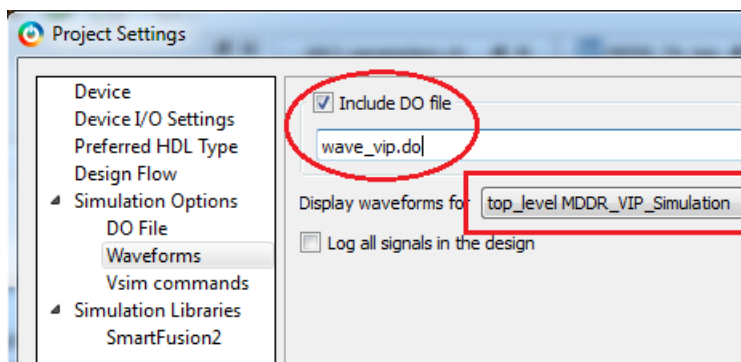 Project Settings
Device
Device I/O Settings
Preferred HDL Type
Design Flow
Simulation Options
DO File
Waveforms
Vsim commands
Simulation Libraries
SmartFusion2
Include DO file
wave_vip.do
Display waveforms for top_level MDDR_VIP_Simulation
Log all signals in the design